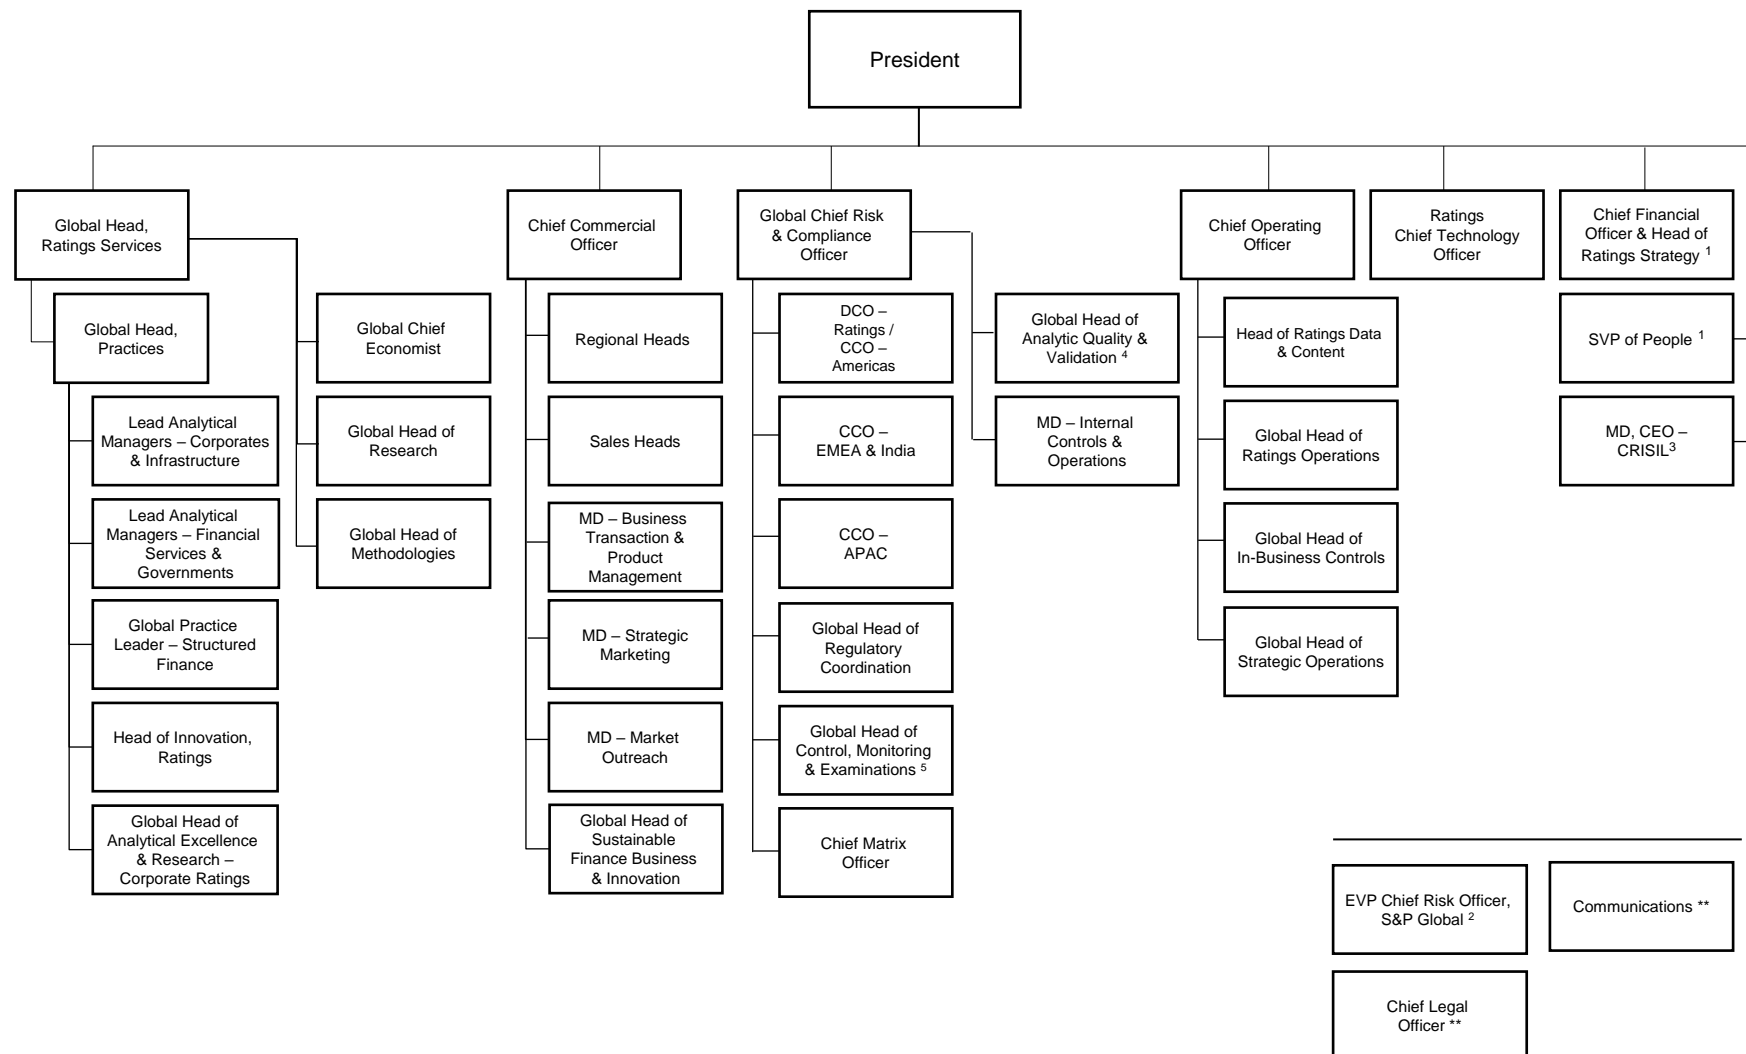 President
Global Head,
Ratings Services
Chief Commercial
Officer
Global Chief Risk
& Compliance
Officer
Chief Operating
Officer
Ratings
Chief Technology
Officer
Chief Financial
Officer & Head of
Ratings Strategy 1
Global Head,
Practices
Lead Analytical
Managers – Corporates
& Infrastructure
Lead Analytical
Managers – Financial
Services &
Governments
Global Practice
Leader – Structured
Finance
Head of Innovation,
Ratings
Global Head of
Analytical Excellence
& Research –
Corporate Ratings
Global Chief
Economist
Global Head of
Research
Global Head of
Methodologies
Regional Heads
Sales Heads
MD – Business
Transaction &
Product
Management
MD – Strategic
Marketing
MD – Market
Outreach
Global Head of
Sustainable
Finance Business
& Innovation
DCO –
Ratings /
CCO –
Americas
CCO –
EMEA & India
CCO –
APAC
Global Head of
Regulatory
Coordination
Global Head of
Control, Monitoring
& Examinations 5
Chief Matrix
Officer
Global Head of
Analytic Quality &
Validation 4
MD – Internal
Controls &
Operations
Head of Ratings Data
& Content
Global Head of
Ratings Operations
Global Head of
In-Business Controls
Global Head of
Strategic Operations
SVP of People 1
MD, CEO –
CRISIL3
EVP Chief Risk Officer,
S&P Global 2
Communications **
Chief Legal
Officer **